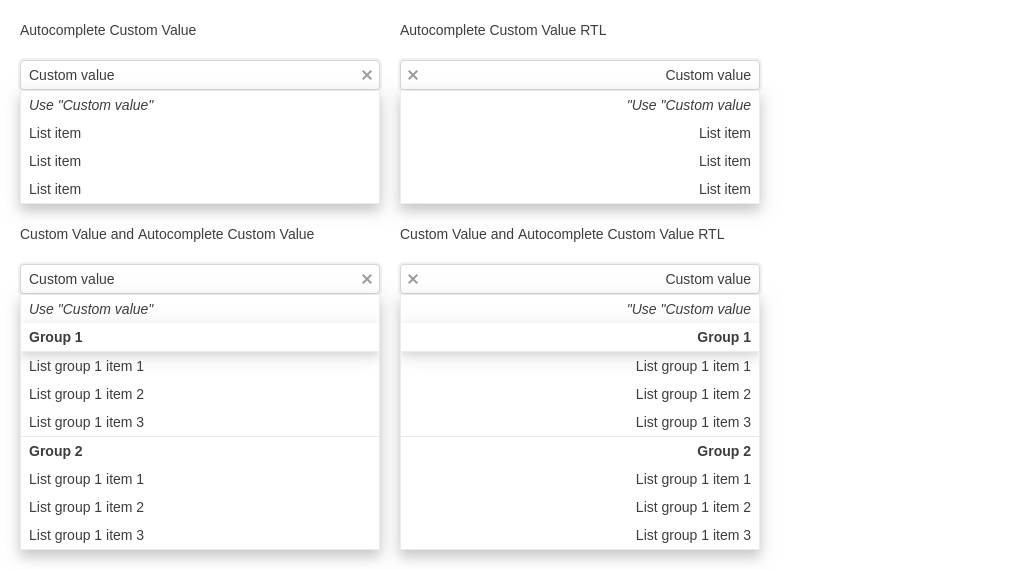 Autocomplete Custom Value
Custom value
Use "Custom value"
List item
List item
List item
Autocomplete Custom Value RTL
Custom value
"Use "Custom value
List item
List item
List item
Custom Value and Autocomplete Custom Value
Custom value
Use "Custom value"
Group 1
List group 1 item 1
List group 1 item 2
List group 1 item 3
Group 2
List group 1 item 1
List group 1 item 2
List group 1 item 3
Custom Value and Autocomplete Custom Value RTL
Custom value
"Use "Custom value
Group 1
List group 1 item 1
List group 1 item 2
List group 1 item 3
Group 2
List group 1 item 1
List group 1 item 2
List group 1 item 3